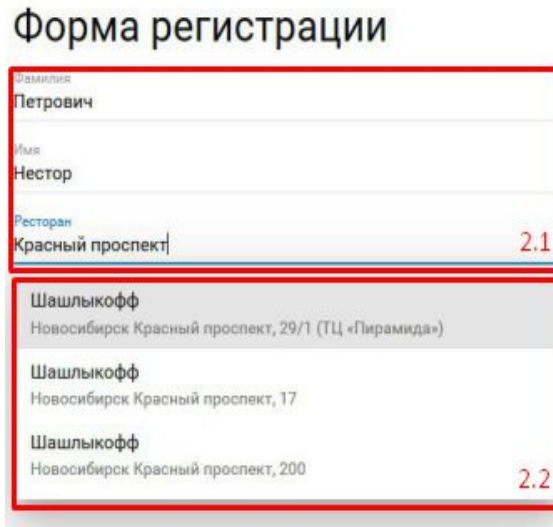 Форма регистрации
Фамилия
Петрович
Имя
Нестор
Ресторан
Красный проспект
2.1
Шашлыкофф
Новосибирск Красный проспект, 29/1 (ТЦ «Пирамида»)
Шашлыкофф
Новосибирск Красный проспект, 17
Шашлыкофф
Новосибирск Красный проспект, 200
2.2